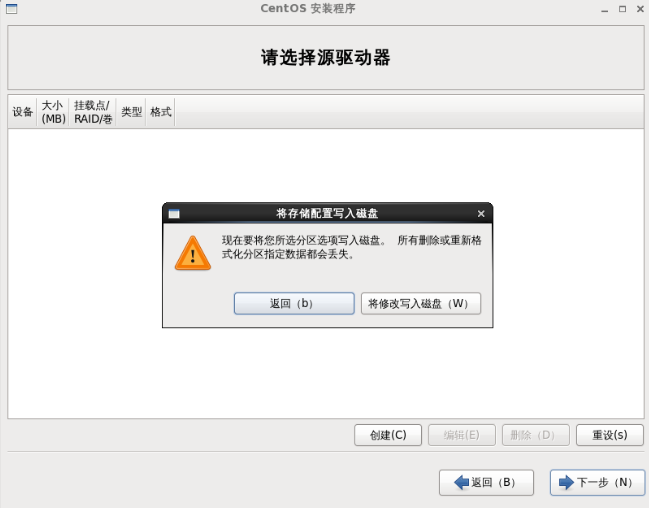 CentOS 安装程序
请选择源驱动器
设备 大小 (MB) 挂载点/ RAID/卷 类型 格式
将存储配置写入磁盘
现在要将您所选分区选项写入磁盘。 所有删除或重新格
式化分区指定数据都会丢失。
返回（b） 将修改写入磁盘（W）
创建(C) 编辑(E) 删除（D） 重设(s)
返回（B） 下一步（N）